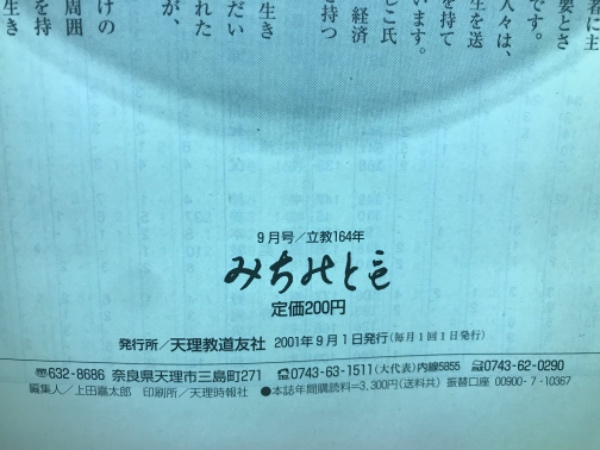 者に主
要とさ
です。
人々は、
生を送
を持て
います。
しこ氏
経済
を持つ
生き
だい
れた
が、
けの
周囲
を持
生き
9月号／立教164年
みちのとも
定価200円
発行所／天理教道友社 2001年9月1日発行（毎月1回1日発行）
〒632-8686 奈良県天理市三島町271 ☎0743-63-1511（大代表）内線5855 0743-62-0290
編集人／上田嘉太郎 印刷所／天理時報社 ●本誌年間購読料=3,300円（送料共） 振替口座 00900-7-10367